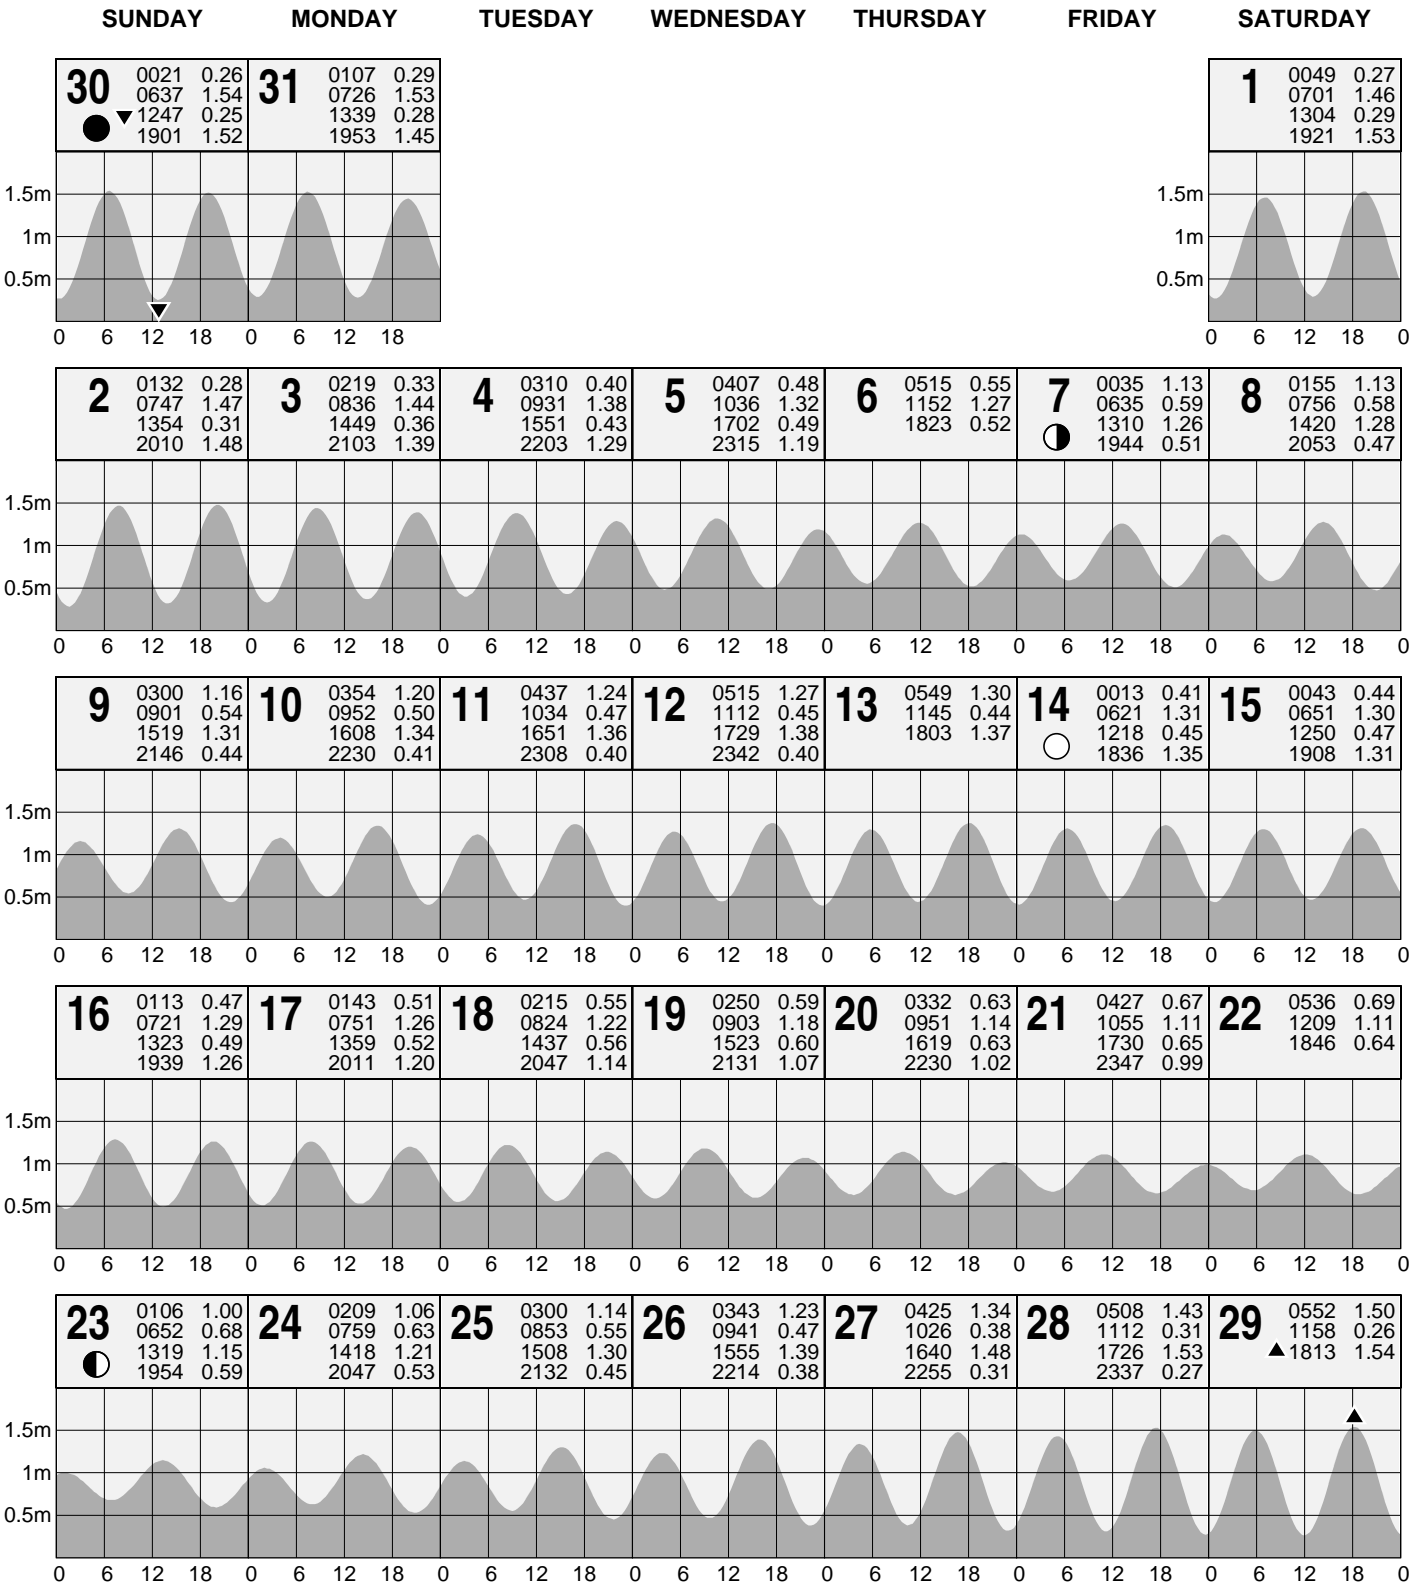 SUNDAY MONDAY TUESDAY WEDNESDAY THURSDAY FRIDAY SATURDAY
30 0021 0.26 31 0107 0.29 1 0049 0.27
0637 1.54 0726 1.53 0701 1.46
1247 0.25 1339 0.28 1304 0.29
1901 1.52 1953 1.45 1921 1.53
1.5m 1.5m
1m 1m
0.5m 0.5m
0 6 12 18 0 6 12 18 0 6 12 18 0
2 0132 0.28 3 0219 0.33 4 0310 0.40 5 0407 0.48 6 0515 0.55 7 0035 1.13 8 0155 1.13
0747 1.47 0836 1.44 0931 1.38 1036 1.32 1152 1.27 0635 0.59 0756 0.58
1354 0.31 1449 0.36 1551 0.43 1702 0.49 1823 0.52 1310 1.26 1420 1.28
2010 1.48 2103 1.39 2203 1.29 2315 1.19 1944 0.51 2053 0.47
1.5m
1m
0.5m
0 6 12 18 0 6 12 18 0 6 12 18 0 6 12 18 0 6 12 18 0 6 12 18 0 6 12 18 0
9 0300 1.16 10 0354 1.20 11 0437 1.24 12 0515 1.27 13 0549 1.30 14 0013 0.41 15 0043 0.44
0901 0.54 0952 0.50 1034 0.47 1112 0.45 1145 0.44 0621 1.31 0651 1.30
1519 1.31 1608 1.34 1651 1.36 1729 1.38 1803 1.37 1218 0.45 1250 0.47
2146 0.44 2230 0.41 2308 0.40 2342 0.40 1836 1.35 1908 1.31
1.5m
1m
0.5m
0 6 12 18 0 6 12 18 0 6 12 18 0 6 12 18 0 6 12 18 0 6 12 18 0 6 12 18 0
16 0113 0.47 17 0143 0.51 18 0215 0.55 19 0250 0.59 20 0332 0.63 21 0427 0.67 22 0536 0.69
0721 1.29 0751 1.26 0824 1.22 0903 1.18 0951 1.14 1055 1.11 1209 1.11
1323 0.49 1359 0.52 1437 0.56 1523 0.60 1619 0.63 1730 0.65 1846 0.64
1939 1.26 2011 1.20 2047 1.14 2131 1.07 2230 1.02 2347 0.99
1.5m
1m
0.5m
0 6 12 18 0 6 12 18 0 6 12 18 0 6 12 18 0 6 12 18 0 6 12 18 0 6 12 18 0
23 0106 1.00 24 0209 1.06 25 0300 1.14 26 0343 1.23 27 0425 1.34 28 0508 1.43 29 0552 1.50
0652 0.68 0759 0.63 0853 0.55 0941 0.47 1026 0.38 1112 0.31 1158 0.26
1319 1.15 1418 1.21 1508 1.30 1555 1.39 1640 1.48 1726 1.53 1813 1.54
1954 0.59 2047 0.53 2132 0.45 2214 0.38 2255 0.31 2337 0.27
1.5m
1m
0.5m
0 6 12 18 0 6 12 18 0 6 12 18 0 6 12 18 0 6 12 18 0 6 12 18 0 6 12 18 0